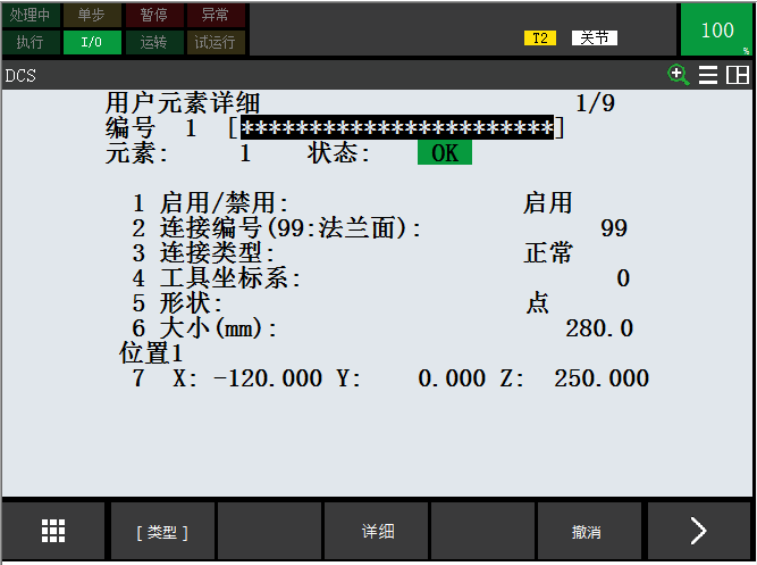 处理中 单步 暂停 异常
执行 I/O 运转 试运行 T2 关节 100 %
DCS
用户元素详细 1/9
编号 1 [***********************]
元素: 1 状态: OK
1 启用/禁用: 启用
2 连接编号(99:法兰面): 99
3 连接类型: 正常
4 工具坐标系: 0
5 形状: 点
6 大小(mm): 280.0
位置1
7 X: -120.000 Y: 0.000 Z: 250.000
[ 类型 ] 详细 撤消